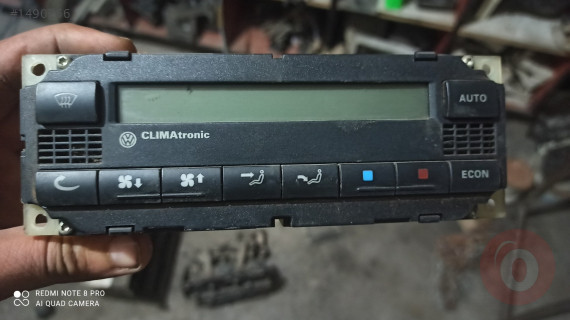 AUTO
CLIMAtronic
ECON
REDMI NOTE 8 PRO
AI QUAD CAMERA